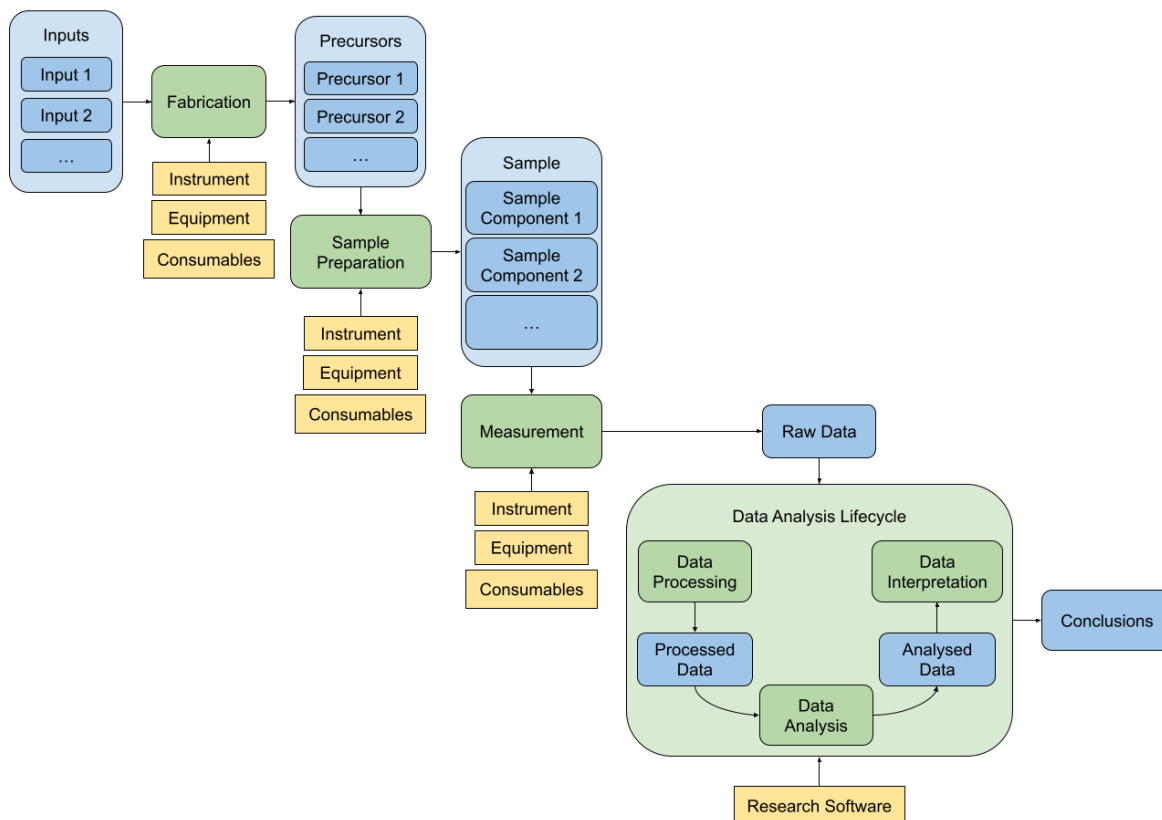 Inputs
Input 1
Input 2
...
Fabrication
Instrument
Equipment
Consumables
Precursors
Precursor 1
Precursor 2
...
Sample
Preparation
Instrument
Equipment
Consumables
Sample
Sample
Component 1
Sample
Component 2
...
Measurement
Instrument
Equipment
Consumables
Raw Data
Data Analysis Lifecycle
Data
Processing
Processed
Data
Data
Analysis
Analysed
Data
Data
Interpretation
Research Software
Conclusions